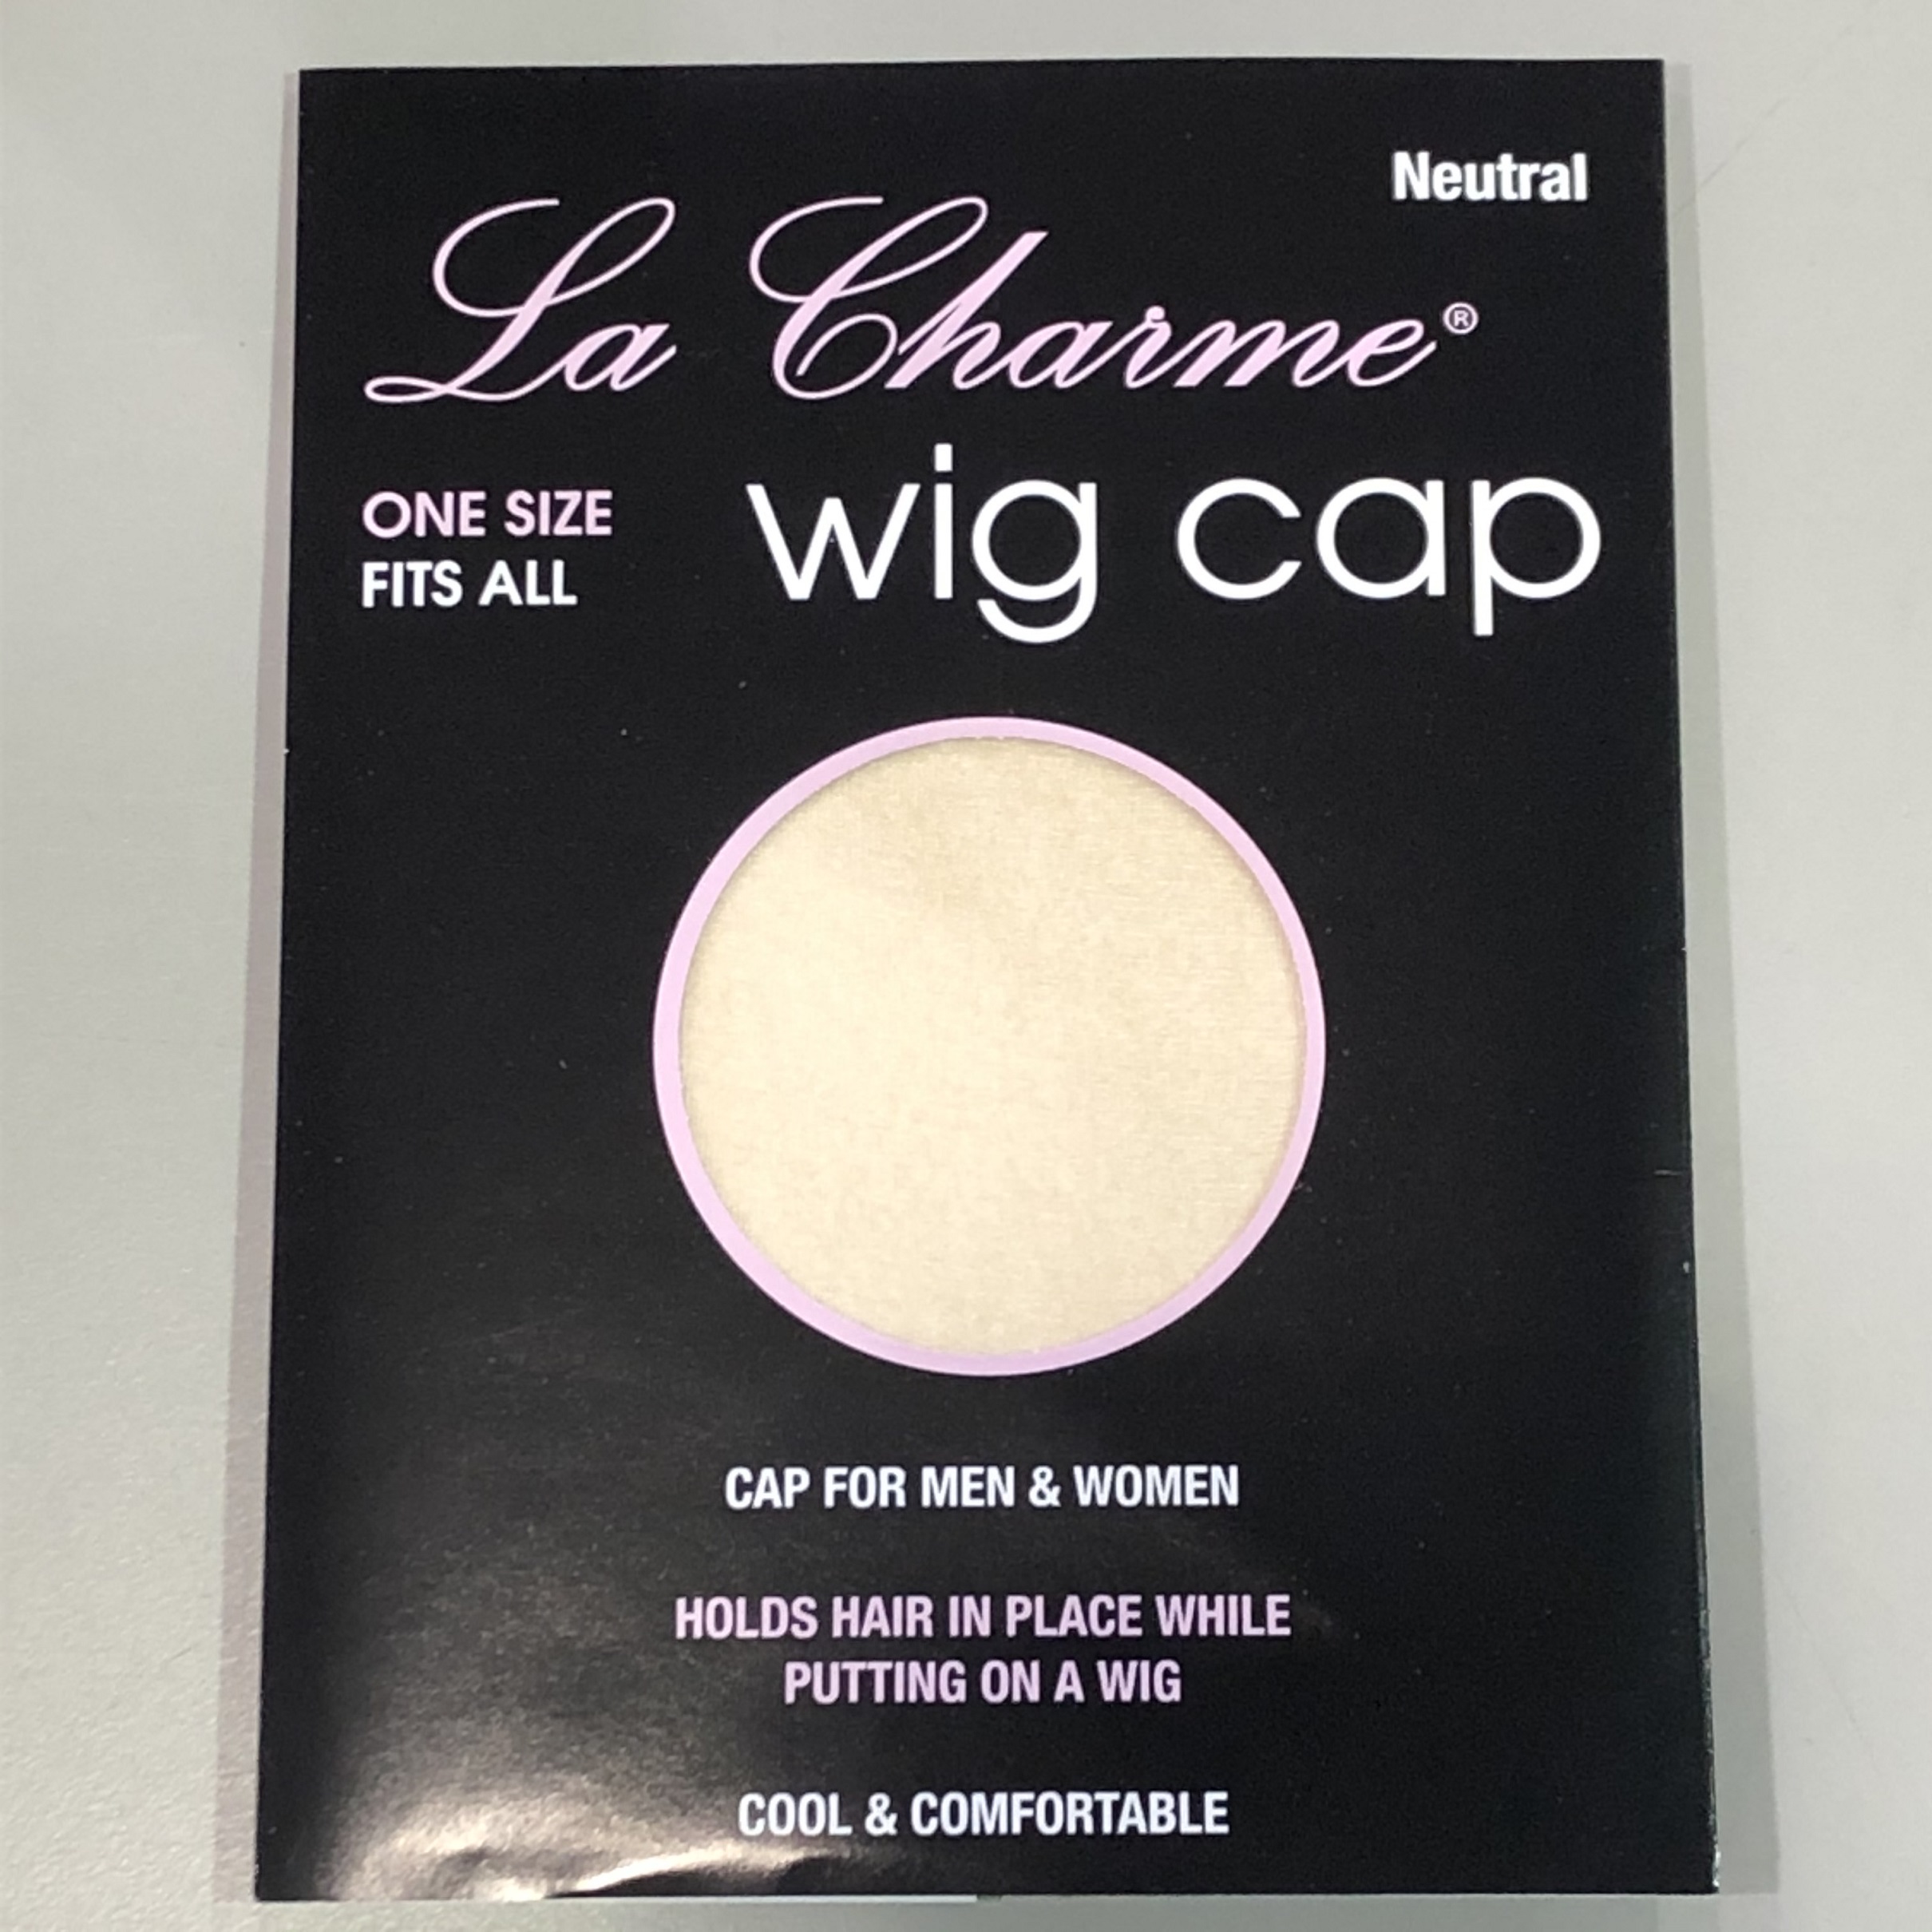 Neutral
La Charme®
ONE SIZE
FITS ALL
wig cap
CAP FOR MEN & WOMEN
HOLDS HAIR IN PLACE WHILE
PUTTING ON A WIG
COOL & COMFORTABLE